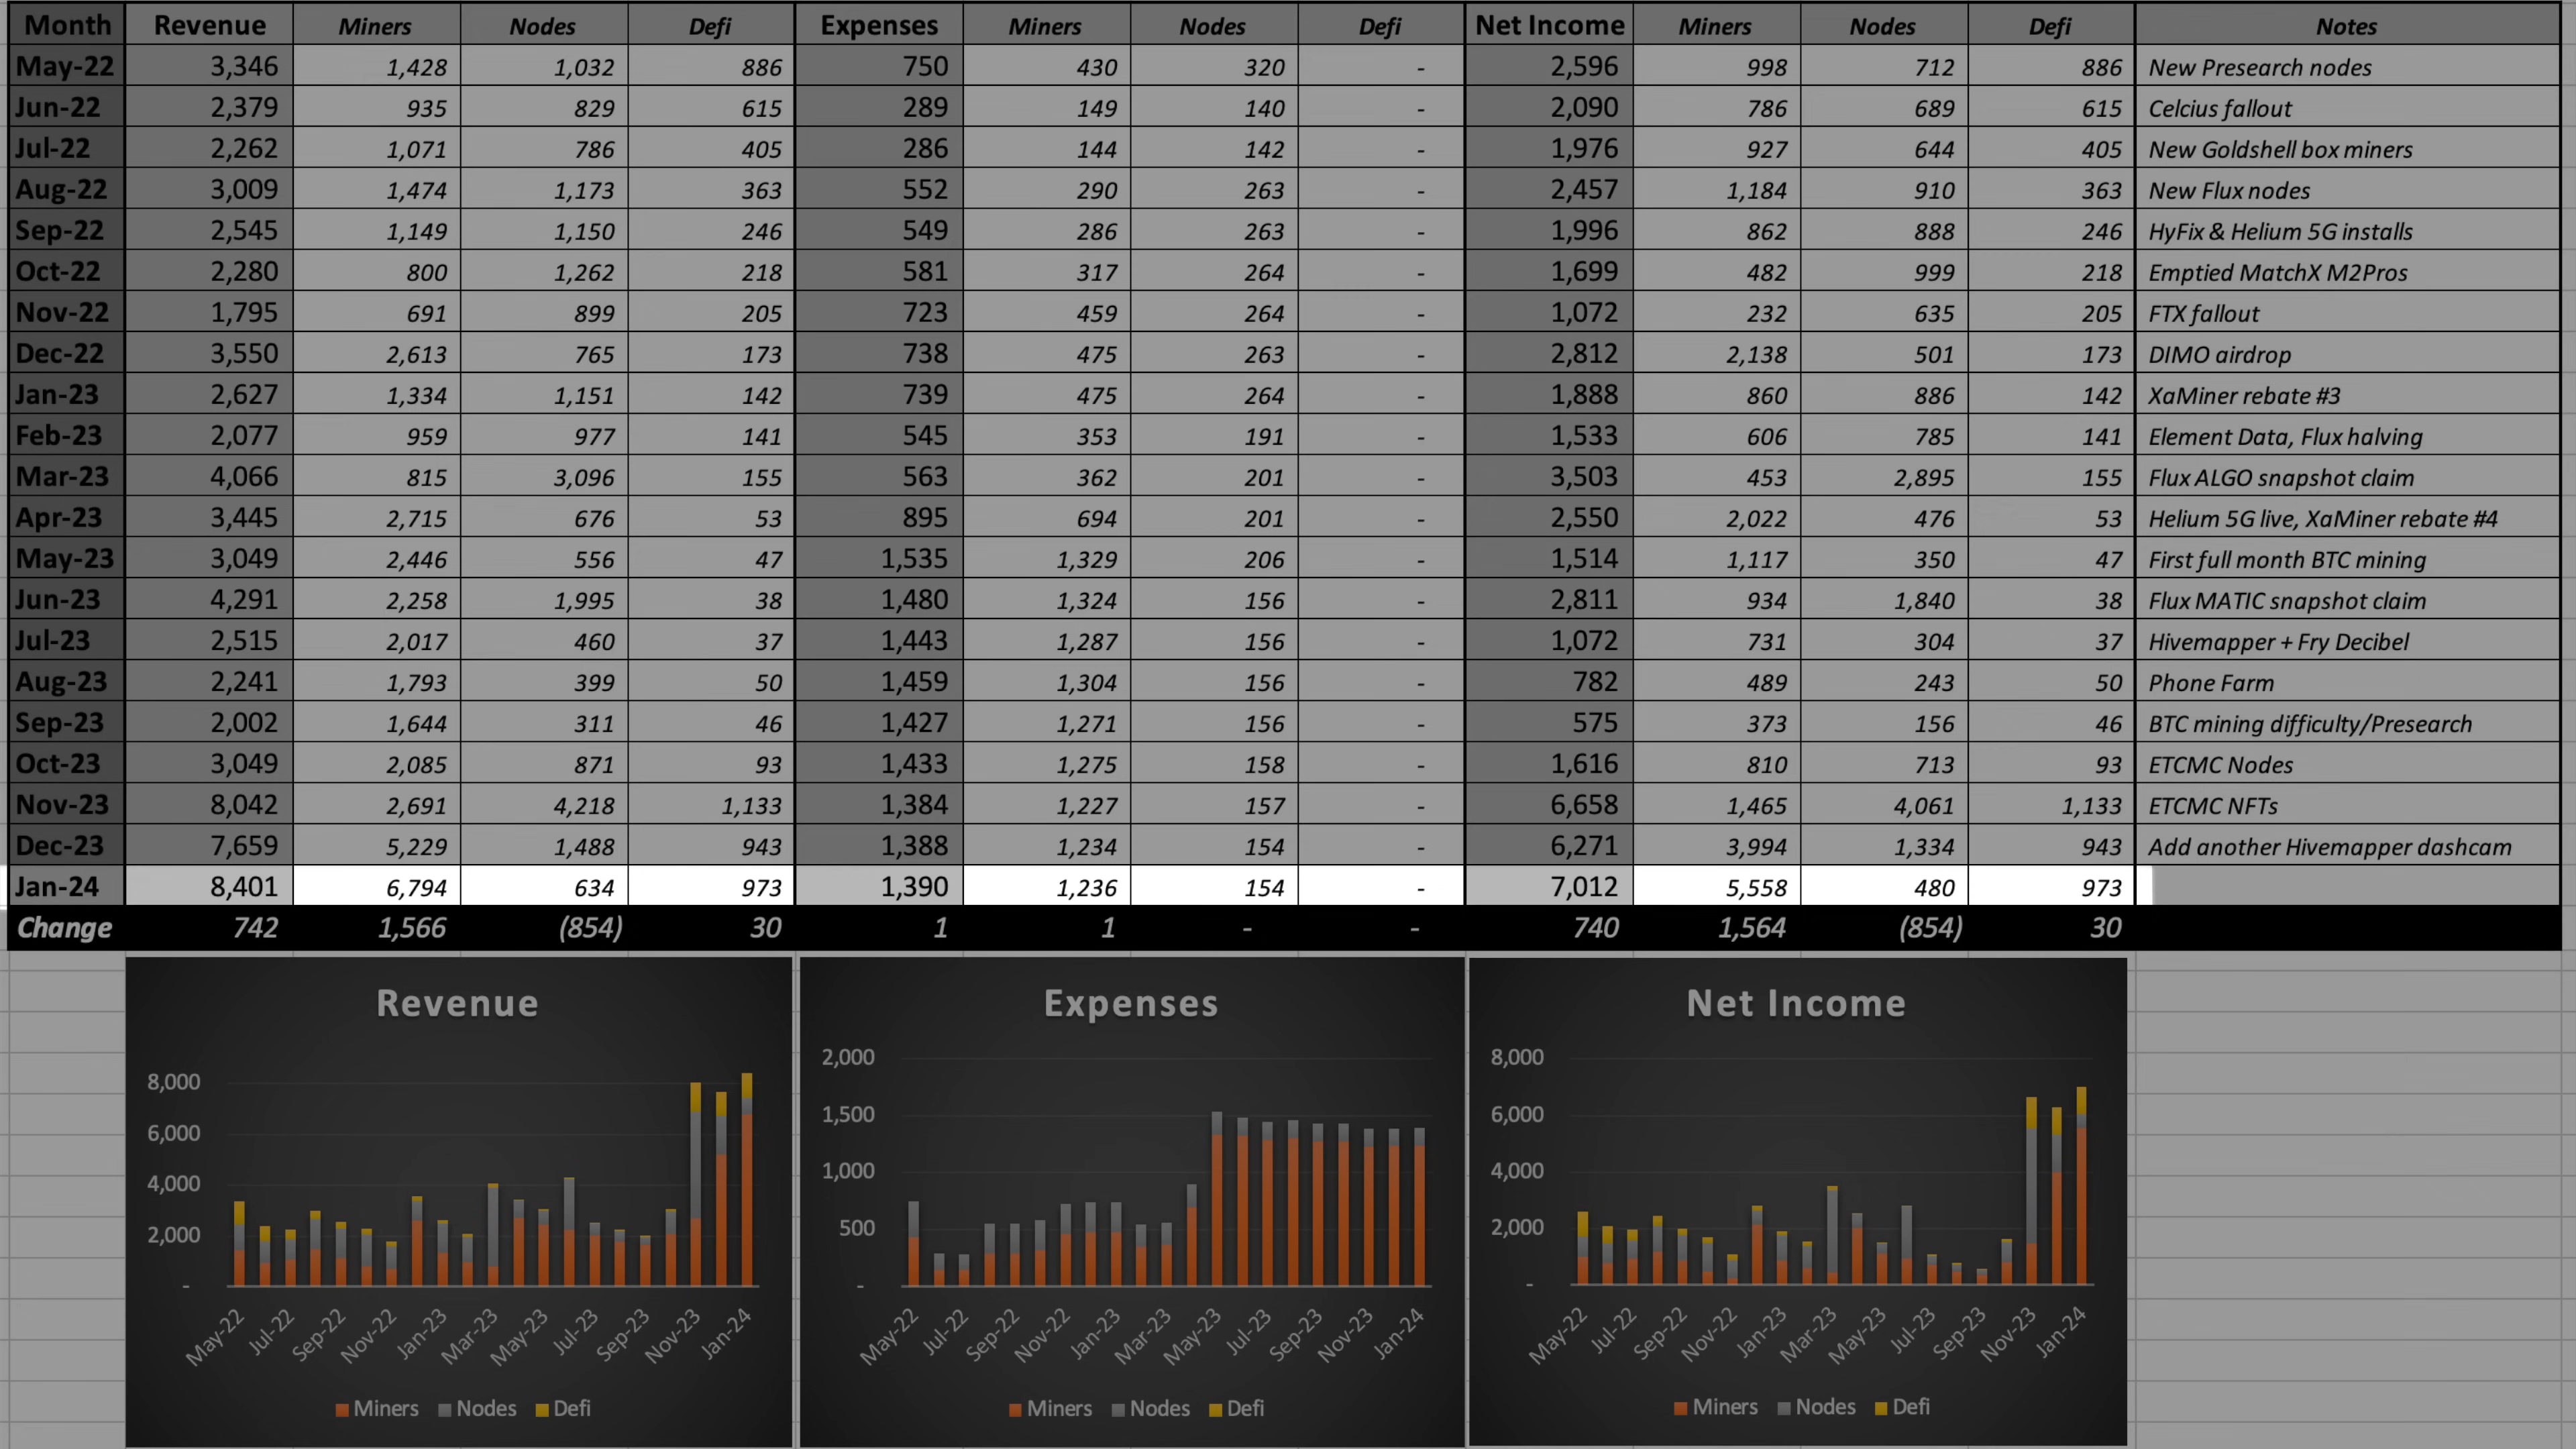 Month Revenue Miners Nodes Defi Expenses Miners Nodes Defi Net Income Miners Nodes Defi Notes
May-22 3,346 1,428 1,032 886 750 430 320 - 2,596 998 712 886 New Presearch nodes
Jun-22 2,379 935 829 615 289 149 140 - 2,090 786 689 615 Celcius fallout
Jul-22 2,262 1,071 786 405 286 144 142 - 1,976 927 644 405 New Goldshell box miners
Aug-22 3,009 1,474 1,173 363 552 290 263 - 2,457 1,184 910 363 New Flux nodes
Sep-22 2,545 1,149 1,150 246 549 286 263 - 1,996 862 888 246 HyFix & Helium 5G installs
Oct-22 2,280 800 1,262 218 581 317 264 - 1,699 482 999 218 Emptied MatchX M2Pros
Nov-22 1,795 691 899 205 723 459 264 - 1,072 232 635 205 FTX fallout
Dec-22 3,550 2,613 765 173 738 475 263 - 2,812 2,138 501 173 DIMO airdrop
Jan-23 2,627 1,334 1,151 142 739 475 264 - 1,888 860 886 142 XaMiner rebate #3
Feb-23 2,077 959 977 141 545 353 191 - 1,533 606 785 141 Element Data, Flux halving
Mar-23 4,066 815 3,096 155 563 362 201 - 3,503 453 2,895 155 Flux ALGO snapshot claim
Apr-23 3,445 2,715 676 53 895 694 201 - 2,550 2,022 476 53 Helium 5G live, XaMiner rebate #4
May-23 3,049 2,446 556 47 1,535 1,329 206 - 1,514 1,117 350 47 First full month BTC mining
Jun-23 4,291 2,258 1,995 38 1,480 1,324 156 - 2,811 934 1,840 38 Flux MATIC snapshot claim
Jul-23 2,515 2,017 460 37 1,443 1,287 156 - 1,072 731 304 37 Hivemapper + Fry Decibel
Aug-23 2,241 1,793 399 50 1,459 1,304 156 - 782 489 243 50 Phone Farm
Sep-23 2,002 1,644 311 46 1,427 1,271 156 - 575 373 156 46 BTC mining difficulty/Presearch
Oct-23 3,049 2,085 871 93 1,433 1,275 158 - 1,616 810 713 93 ETCMC Nodes
Nov-23 8,042 2,691 4,218 1,133 1,384 1,227 157 - 6,658 1,465 4,061 1,133 ETCMC NFTs
Dec-23 7,659 5,229 1,488 943 1,388 1,234 154 - 6,271 3,994 1,334 943 Add another Hivemapper dashcam
Jan-24 8,401 6,794 634 973 1,390 1,236 154 - 7,012 5,558 480 973
Change 742 1,566 (854) 30 1 1 - - 740 1,564 (854) 30
Revenue
8,000
6,000
4,000
2,000
-
May-22 Jul-22 Sep-22 Nov-22 Jan-23 Mar-23 May-23 Jul-23 Sep-23 Nov-23 Jan-24
Miners Nodes Defi
Expenses
2,000
1,500
1,000
500
-
May-22 Jul-22 Sep-22 Nov-22 Jan-23 Mar-23 May-23 Jul-23 Sep-23 Nov-23 Jan-24
Miners Nodes Defi
Net Income
8,000
6,000
4,000
2,000
-
May-22 Jul-22 Sep-22 Nov-22 Jan-23 Mar-23 May-23 Jul-23 Sep-23 Nov-23 Jan-24
Miners Nodes Defi